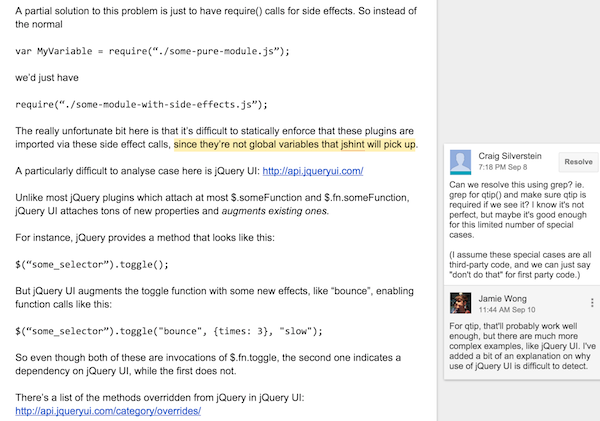 A partial solution to this problem is just to have require() calls for side effects. So instead of
the normal
var MyVariable = require(“./some-pure-module.js”);
we’d just have
require(“./some-module-with-side-effects.js”);
The really unfortunate bit here is that it’s difficult to statically enforce that these plugins are
imported via these side effect calls, since they’re not global variables that jshint will pick up.
A particularly difficult to analyse case here is jQuery UI: http://api.jqueryui.com/
Unlike most jQuery plugins which attach at most $.someFunction and $.fn.someFunction,
jQuery UI attaches tons of new properties and augments existing ones.
For instance, jQuery provides a method that looks like this:
$(“some_selector”).toggle();
But jQuery UI augments the toggle function with some new effects, like “bounce”, enabling
function calls like this:
$(“some_selector”).toggle("bounce", {times: 3}, "slow");
So even though both of these are invocations of $.fn.toggle, the second one indicates a
dependency on jQuery UI, while the first does not.
There’s a list of the methods overridden from jQuery in jQuery UI:
http://api.jqueryui.com/category/overrides/
Craig Silverstein
7:18 PM Sep 8
Resolve
Can we resolve this using grep? ie.
grep for qtip() and make sure qtip is
required if we see it? I know it's not
perfect, but maybe it's good enough
for this limited number of special
cases.
(I assume these special cases are all
third-party code, and we can just say
"don't do that" for first party code.)
Jamie Wong
11:44 AM Sep 10
For qtip, that'll probably work well
enough, but there are much more
complex examples, like jQuery UI. I've
added a bit of an explanation on why
use of jQuery UI is difficult to detect.